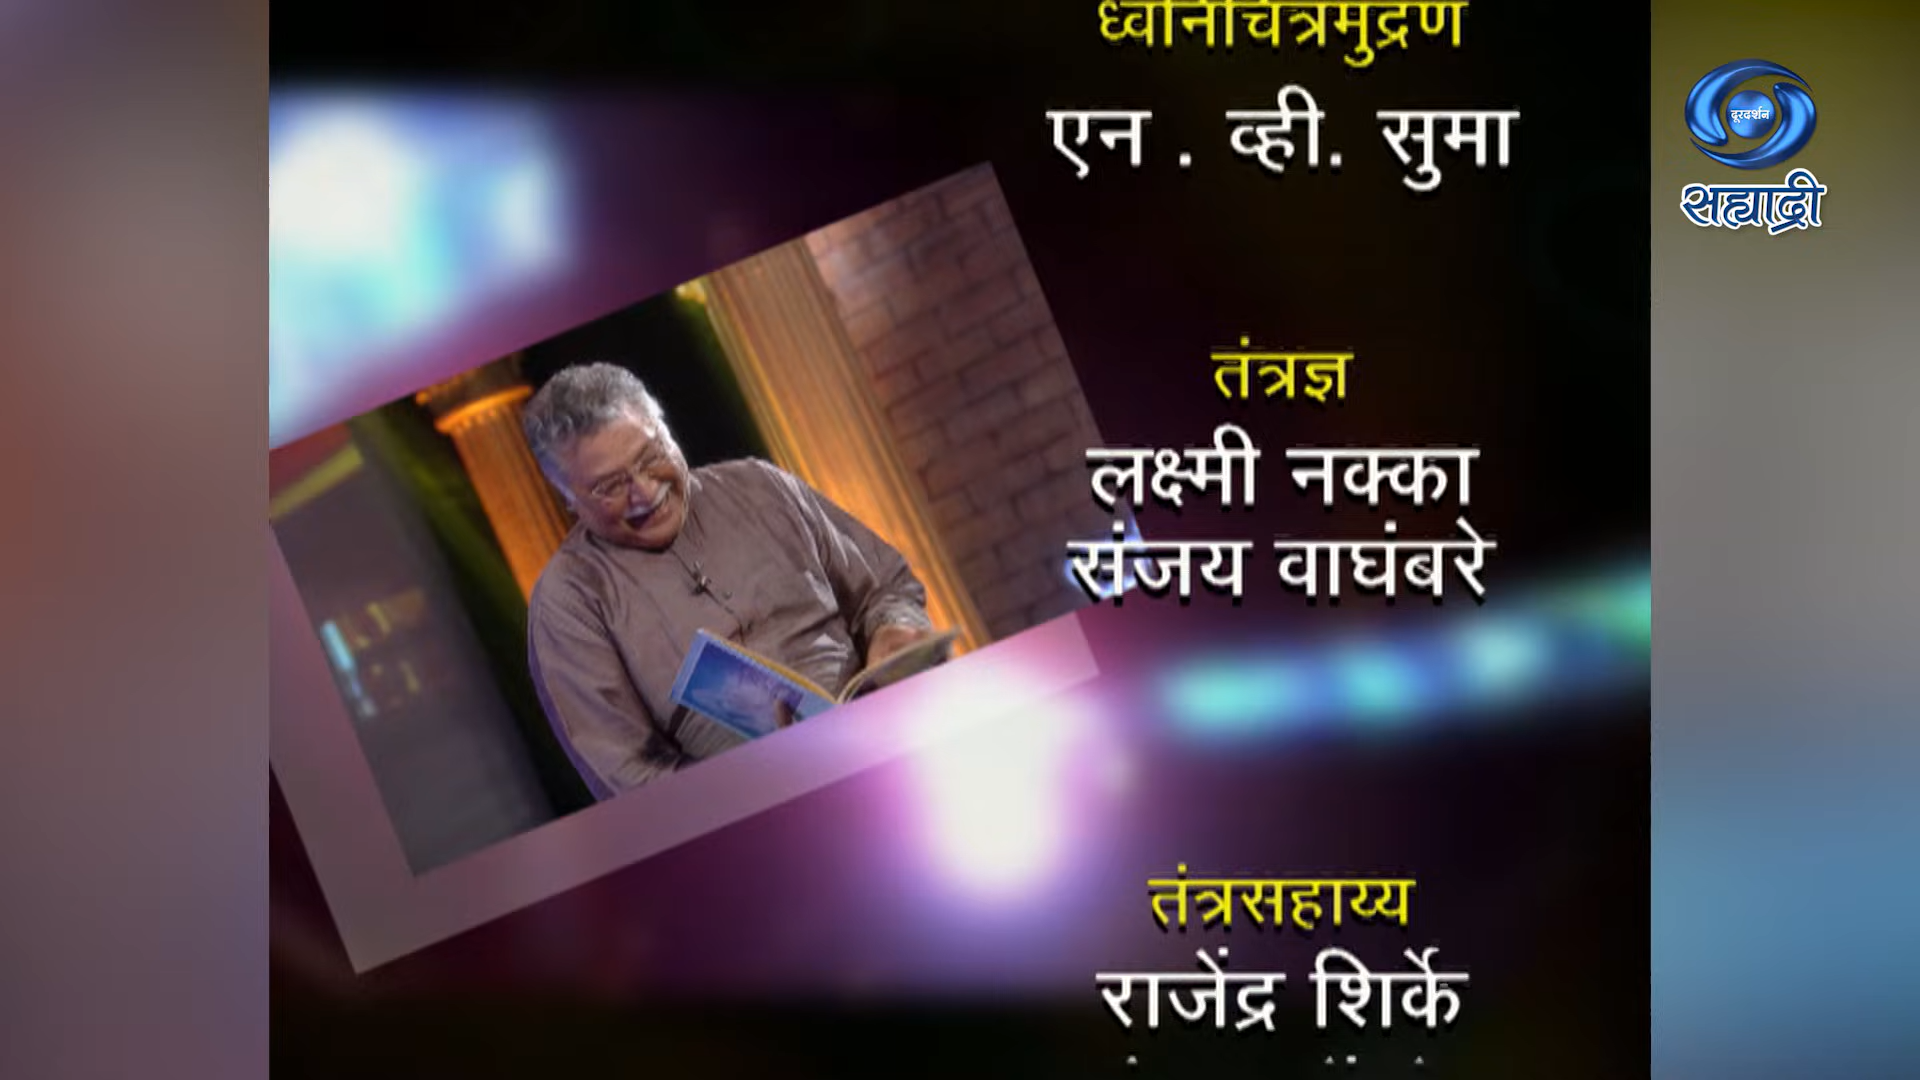 ध्वनिचित्रमुद्रण
एन . व्ही. सुमा
तंत्रज्ञ
लक्ष्मी नक्का
संजय वाघंबरे
तंत्रसहाय्य
राजेंद्र शिर्के
दूरदर्शन
सह्याद्री